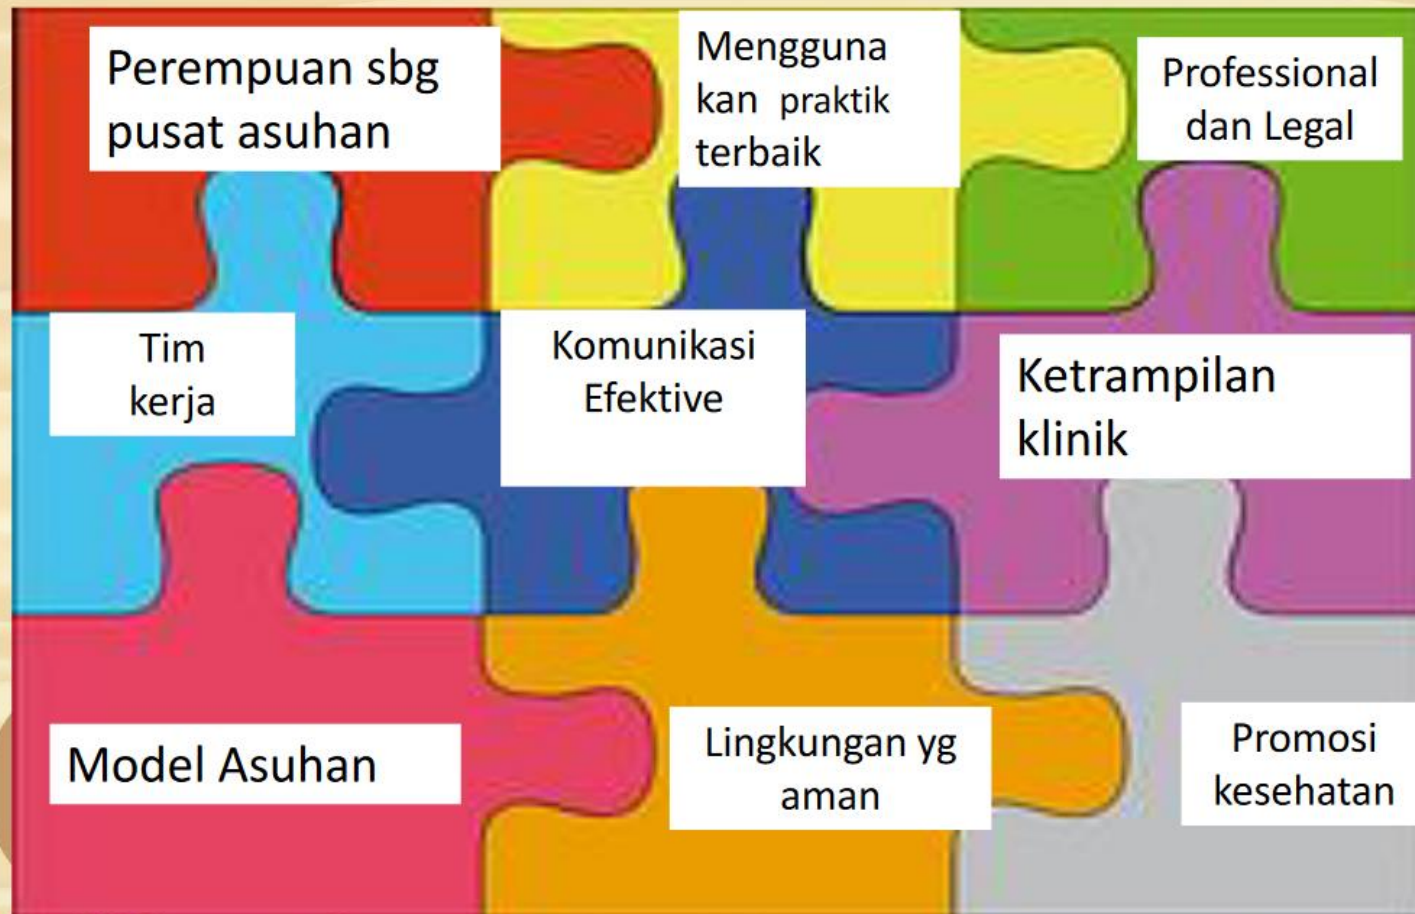 Perempuan sbg
pusat asuhan
Mengguna
kan praktik
terbaik
Professional
dan Legal
Tim
kerja
Komunikasi
Efektive
Ketrampilan
klinik
Model Asuhan
Lingkungan yg
aman
Promosi
kesehatan